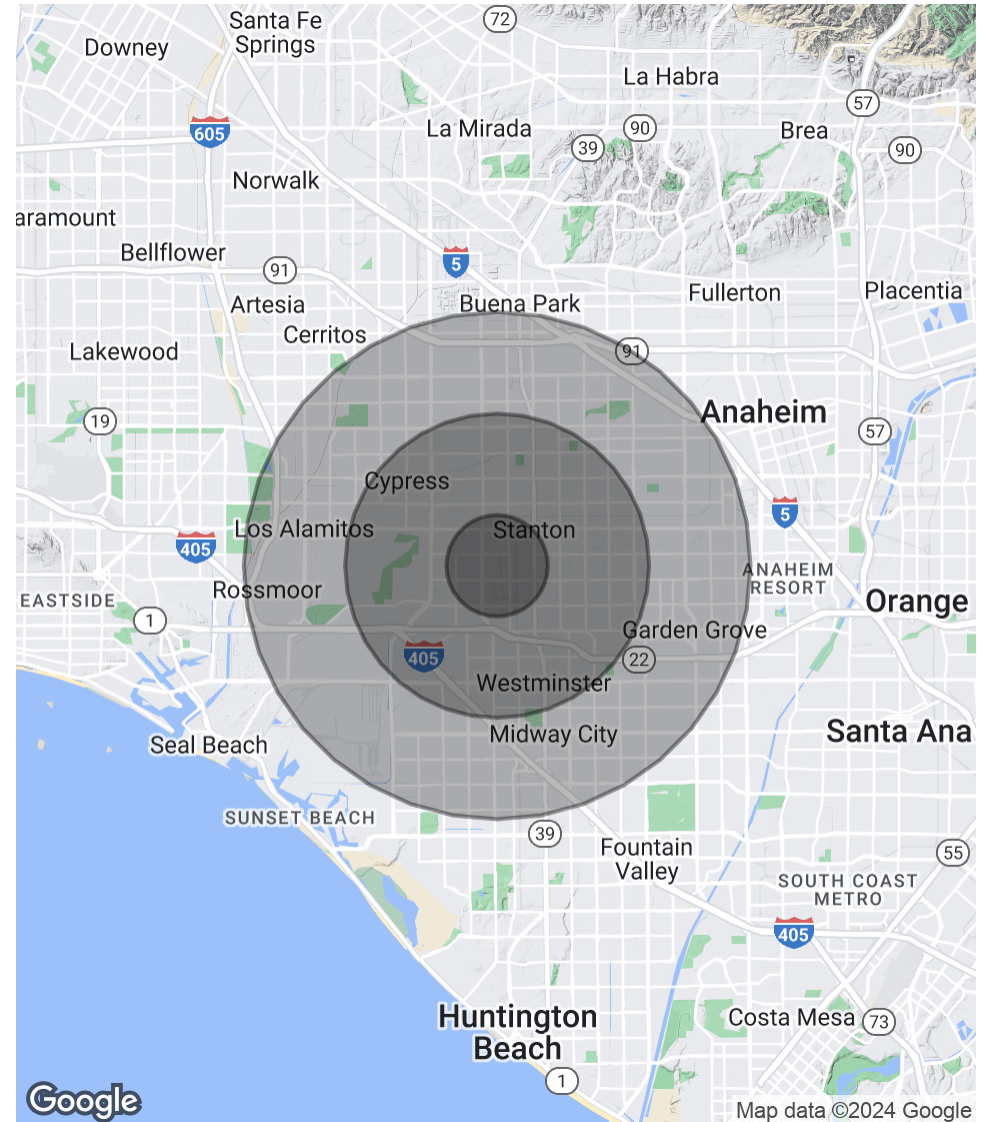 72
Santa Fe
Springs
Downey
La Habra
57
605
La Mirada
90
Brea
39
90
Norwalk
aramount
Bellflower
5
91
Artesia
Buena Park
Fullerton
Placentia
Cerritos
Lakewood
91
19
Anaheim
57
Cypress
5
Los Alamitos
Stanton
405
ANAHEIM
RESORT
Rossmoor
EASTSIDE
Orange
1
Garden Grove
405
22
Westminster
Midway City
Santa Ana
Seal Beach
SUNSET BEACH
39
Fountain
Valley
55
SOUTH COAST
METRO
405
Huntington
Beach
Costa Mesa
73
1
Google
Map data ©2024 Google